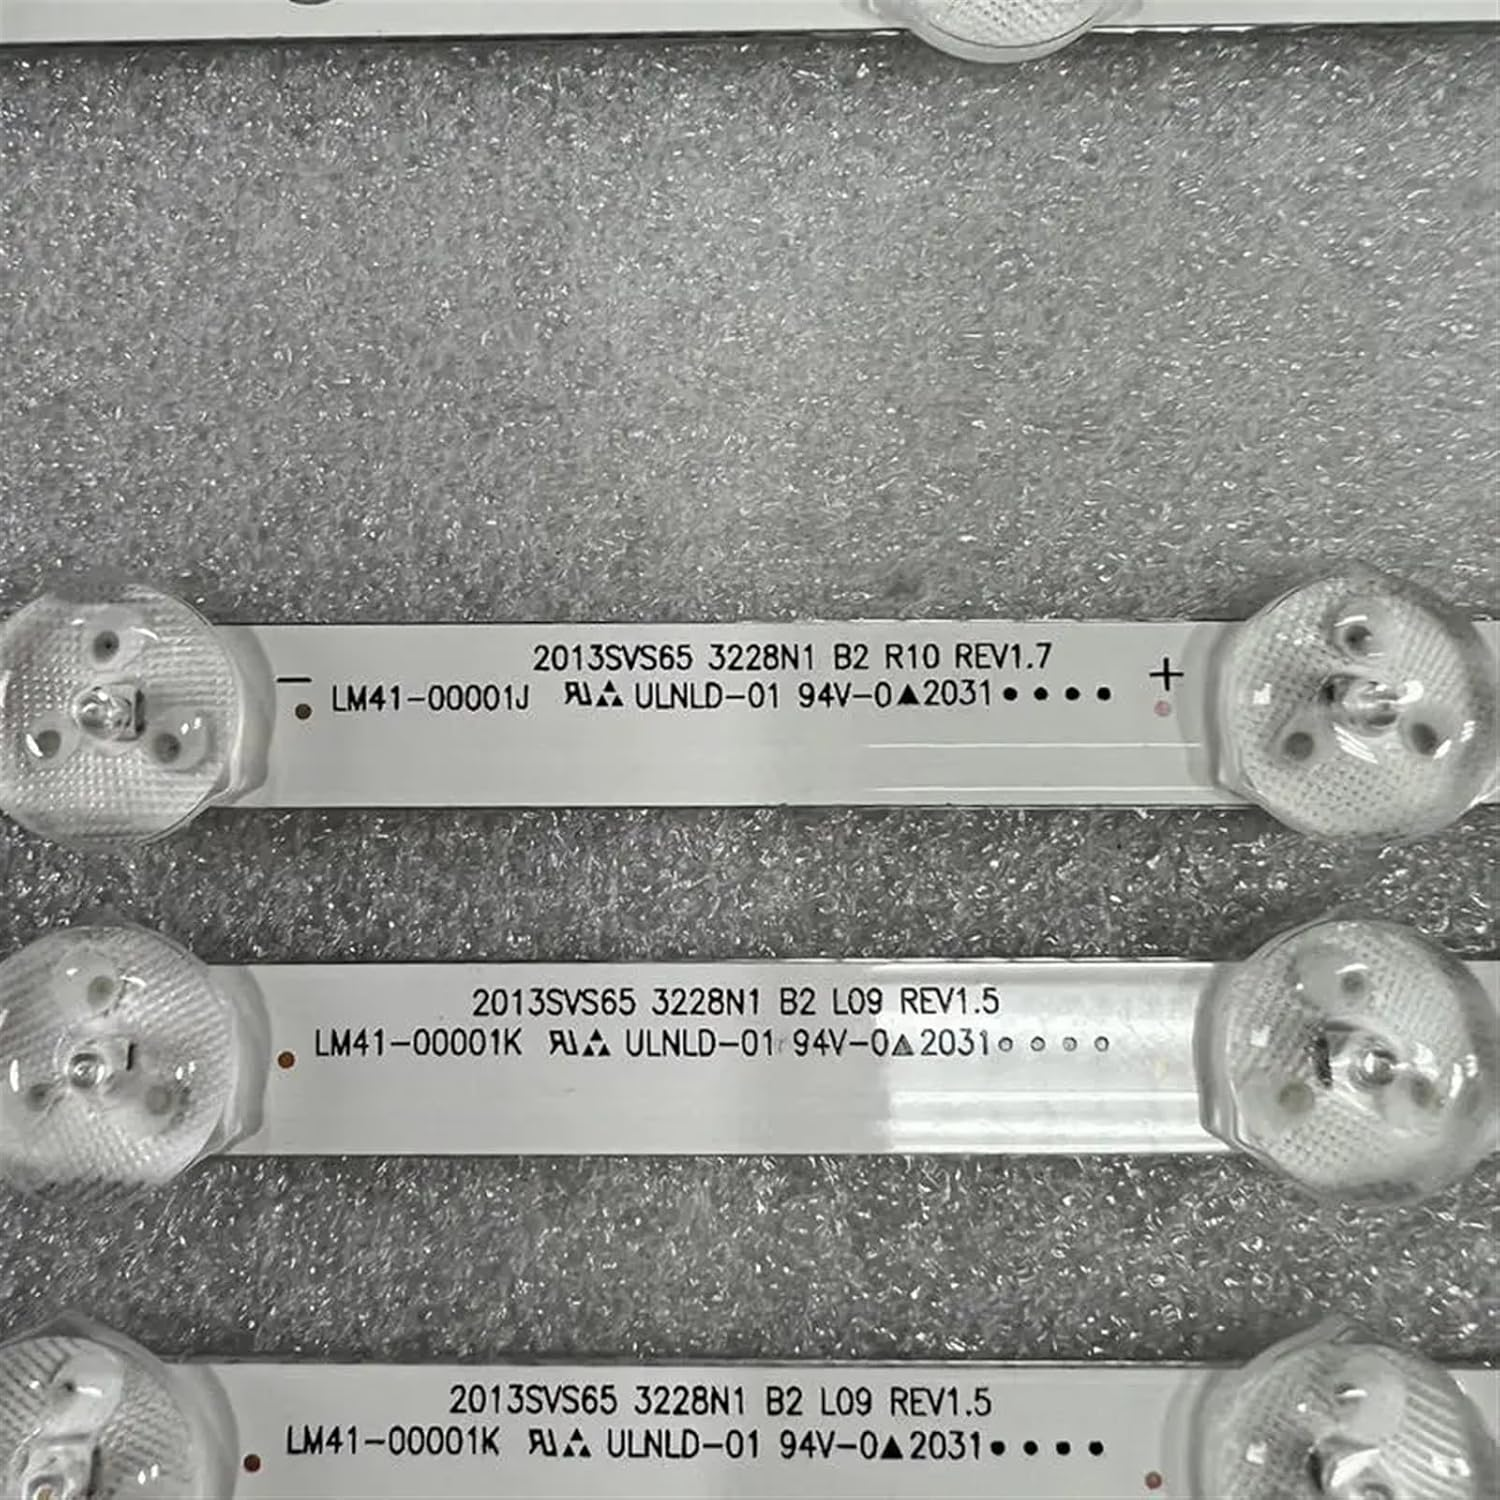 2013SVS65 3228N1 B2 R10 REV1.7
− LM41-00001J ULNLD-01 94V-0▲2031●●●● +
2013SVS65 3228N1 B2 L09 REV1.5
LM41-00001K ULNLD-01 94V-0▲2031●●●●
2013SVS65 3228N1 B2 L09 REV1.5
LM41-00001K ULNLD-01 94V-0▲2031●●●●